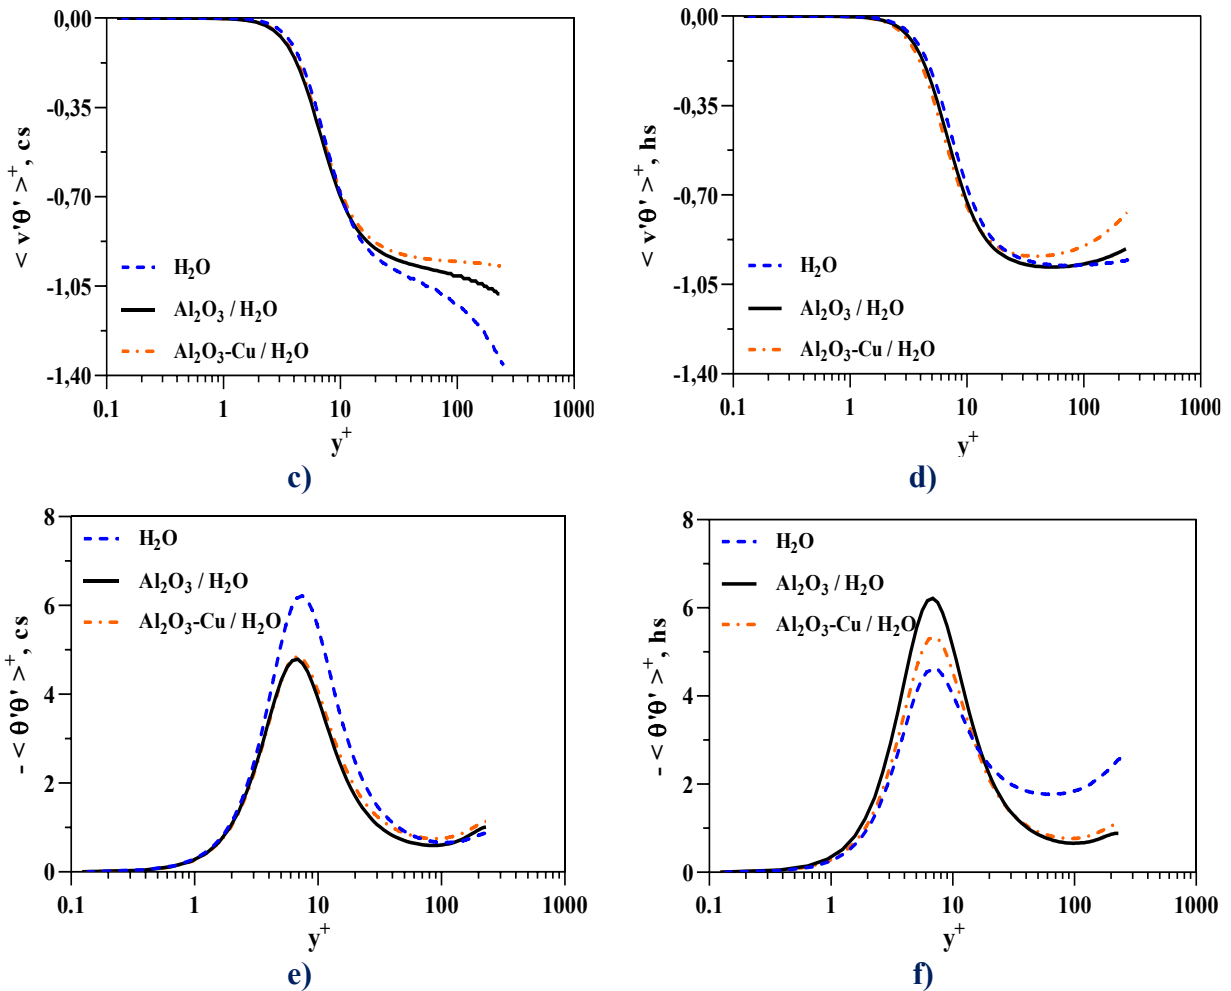 0,00
-0,35
-0,70
-1,05
-1,40
< v'θ' >⁺, cs
H₂O
Al₂O₃ / H₂O
Al₂O₃-Cu / H₂O
0.1 1 10 100 1000
y⁺
c)
0,00
-0,35
-0,70
-1,05
-1,40
< v'θ' >⁺, hs
H₂O
Al₂O₃ / H₂O
Al₂O₃-Cu / H₂O
0.1 1 10 100 1000
y⁺
d)
8
6
4
2
0
- < θ'θ' >⁺, cs
H₂O
Al₂O₃ / H₂O
Al₂O₃-Cu / H₂O
0.1 1 10 100 1000
y⁺
e)
8
6
4
2
0
- < θ'θ' >⁺, hs
H₂O
Al₂O₃ / H₂O
Al₂O₃-Cu / H₂O
0.1 1 10 100 1000
y⁺
f)